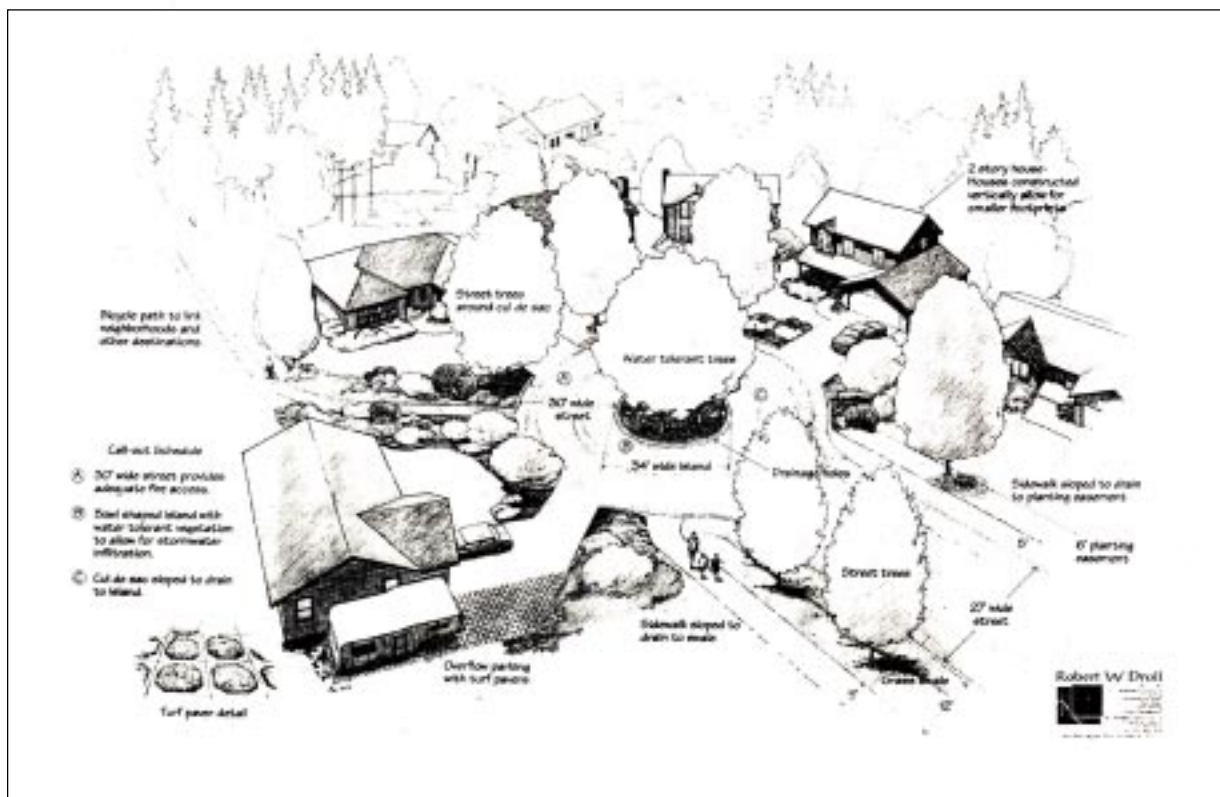 2 story house-
Houses constructed
vertically allow for
smaller footprints
Street trees
around cul de sac
Bicycle path to link
neighborhoods and
other destinations
Water tolerant trees
A
30' wide
street
C
B
34' wide island
Drainage holes
Call-out Schedule
A 30' wide street provides
adequate fire access.
B Bowl shaped island with
water tolerant vegetation
to allow for stormwater
infiltration.
C Cul de sac sloped to drain
to island.
Sidewalk sloped to drain
to planting easement
6' planting
easement
Street trees
27' wide
street
Sidewalk sloped to
drain to swale
Grass swale
Overflow parking
with turf pavers
Turf paver detail
5'
12'
Robert W Droll